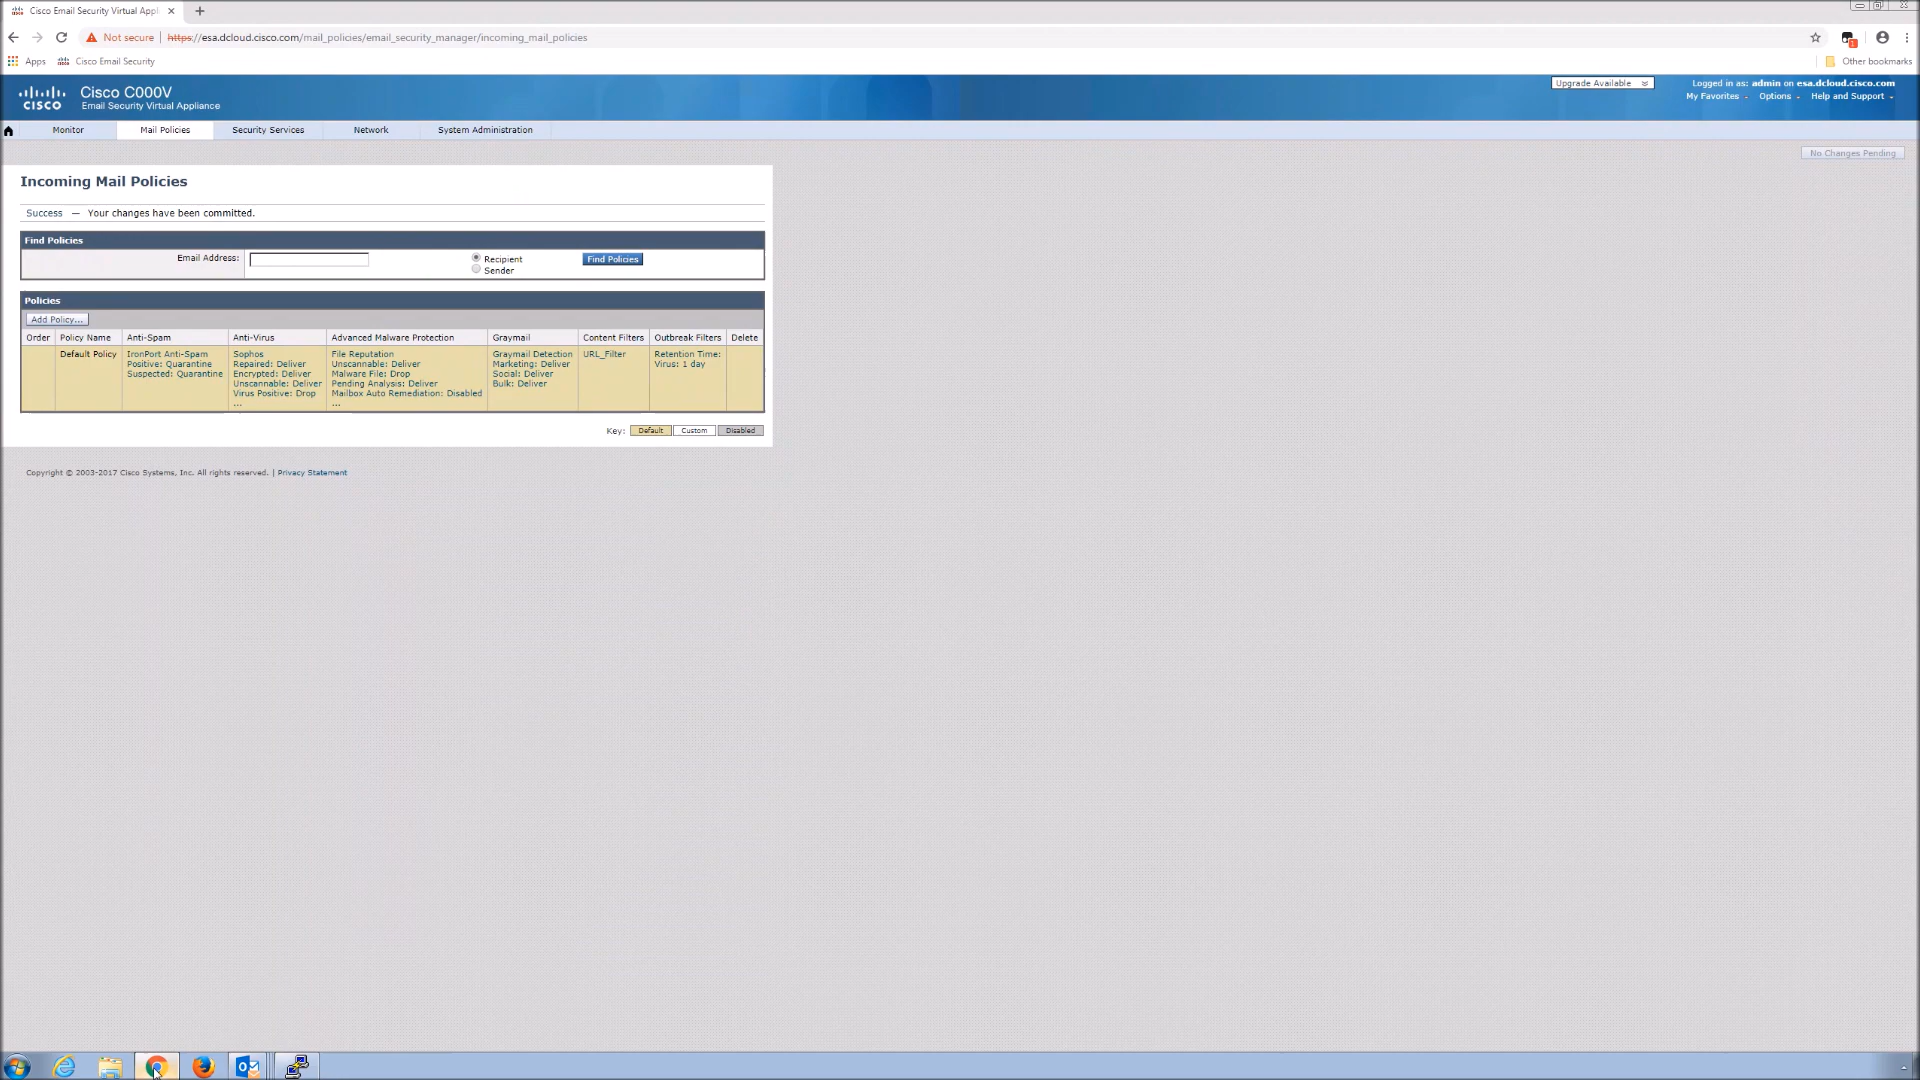 Cisco Email Security Virtual Appl
Not secure https://esa.dcloud.cisco.com/mail_policies/email_security_manager/incoming_mail_policies
Apps Cisco Email Security Other bookmarks
CISCO Cisco C000V
Email Security Virtual Appliance
Upgrade Available
Logged in as: admin on esa.dcloud.cisco.com
My Favorites Options Help and Support
Monitor Mail Policies Security Services Network System Administration
No Changes Pending
Incoming Mail Policies
Success — Your changes have been committed.
Find Policies
Email Address: Recipient Find Policies
Sender
Policies
Add Policy...
Order Policy Name Anti-Spam Anti-Virus Advanced Malware Protection Graymail Content Filters Outbreak Filters Delete
Default Policy IronPort Anti-Spam Sophos File Reputation Graymail Detection URL_Filter Retention Time:
Positive: Quarantine Repaired: Deliver Unscannable: Deliver Marketing: Deliver Virus: 1 day
Suspected: Quarantine Encrypted: Deliver Malware File: Drop Social: Deliver
Unscannable: Deliver Pending Analysis: Deliver Bulk: Deliver
Virus Positive: Drop Mailbox Auto Remediation: Disabled
... ...
Key: Default Custom Disabled
Copyright © 2003-2017 Cisco Systems, Inc. All rights reserved. | Privacy Statement